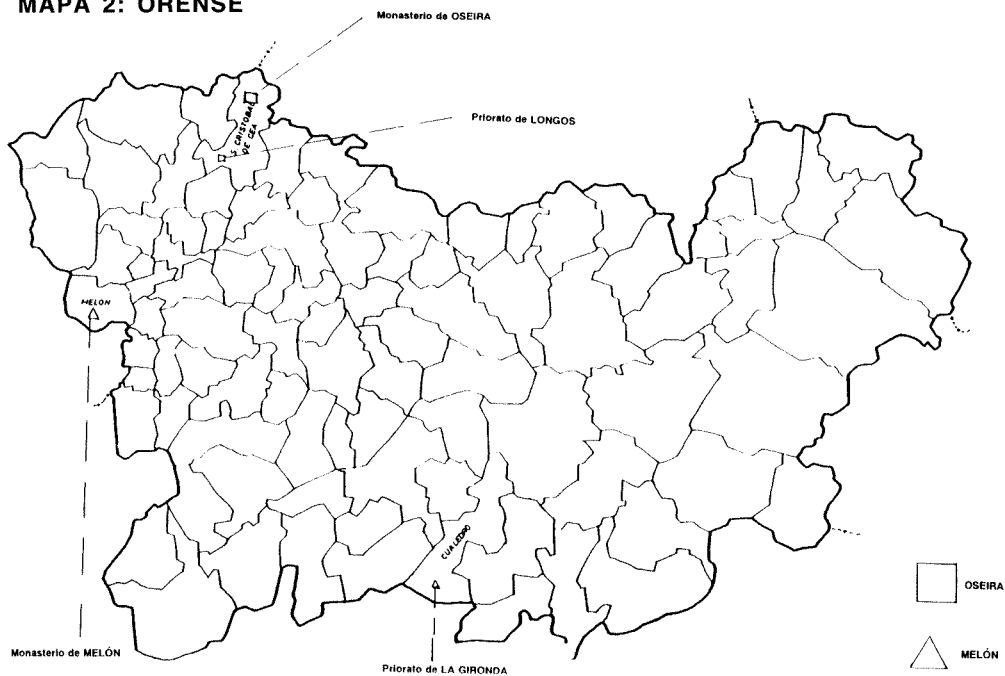 MAPA 2: ORENSE
Monasterio de OSEIRA
S. CRISTOBAL
DE CEA
Priorato de LONGOS
MELON
CUALEDRO
OSEIRA
Monasterio de MELÓN
Priorato de LA GIRONDA
MELÓN